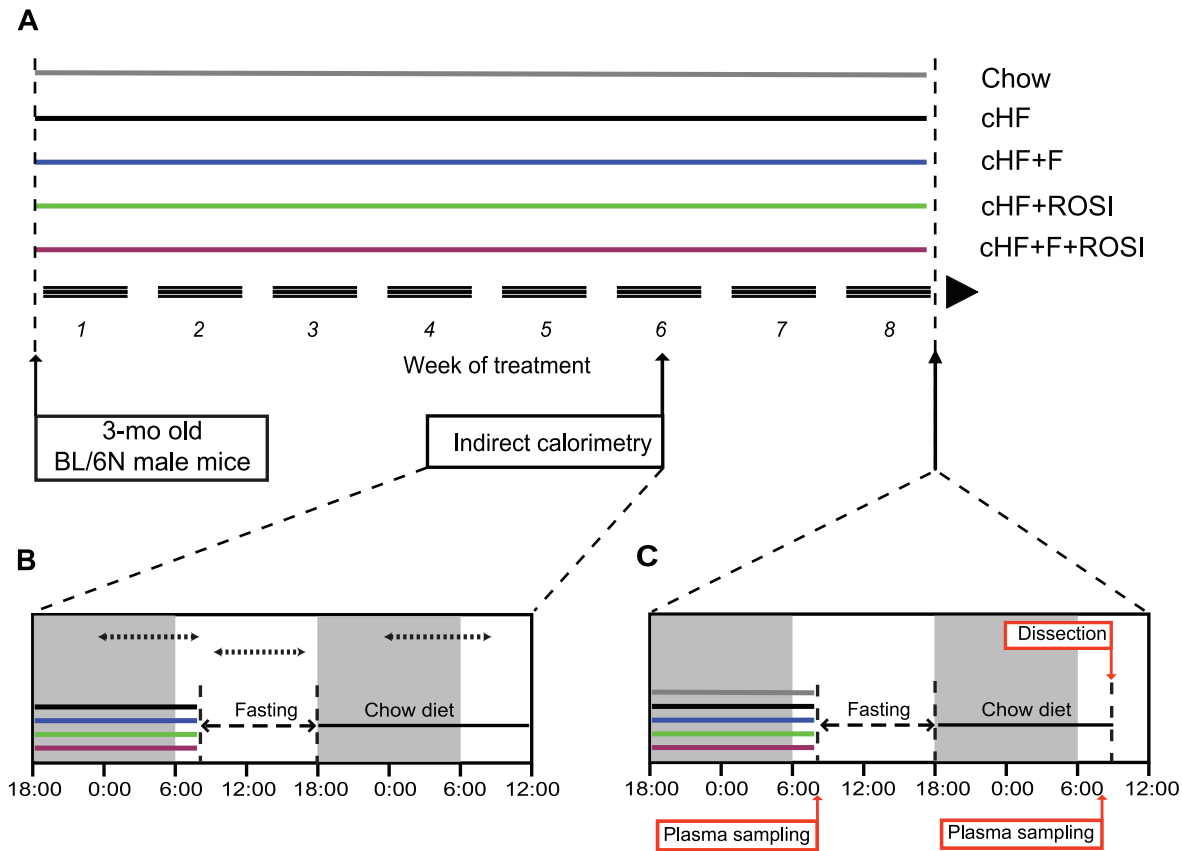 A
Chow
cHF
cHF+F
cHF+ROSI
cHF+F+ROSI
1 2 3 4 5 6 7 8
Week of treatment
3-mo old
BL/6N male mice
Indirect calorimetry
B
Fasting
Chow diet
18:00 0:00 6:00 12:00 18:00 0:00 6:00 12:00
C
Dissection
Fasting
Chow diet
18:00 0:00 6:00 12:00 18:00 0:00 6:00 12:00
Plasma sampling
Plasma sampling